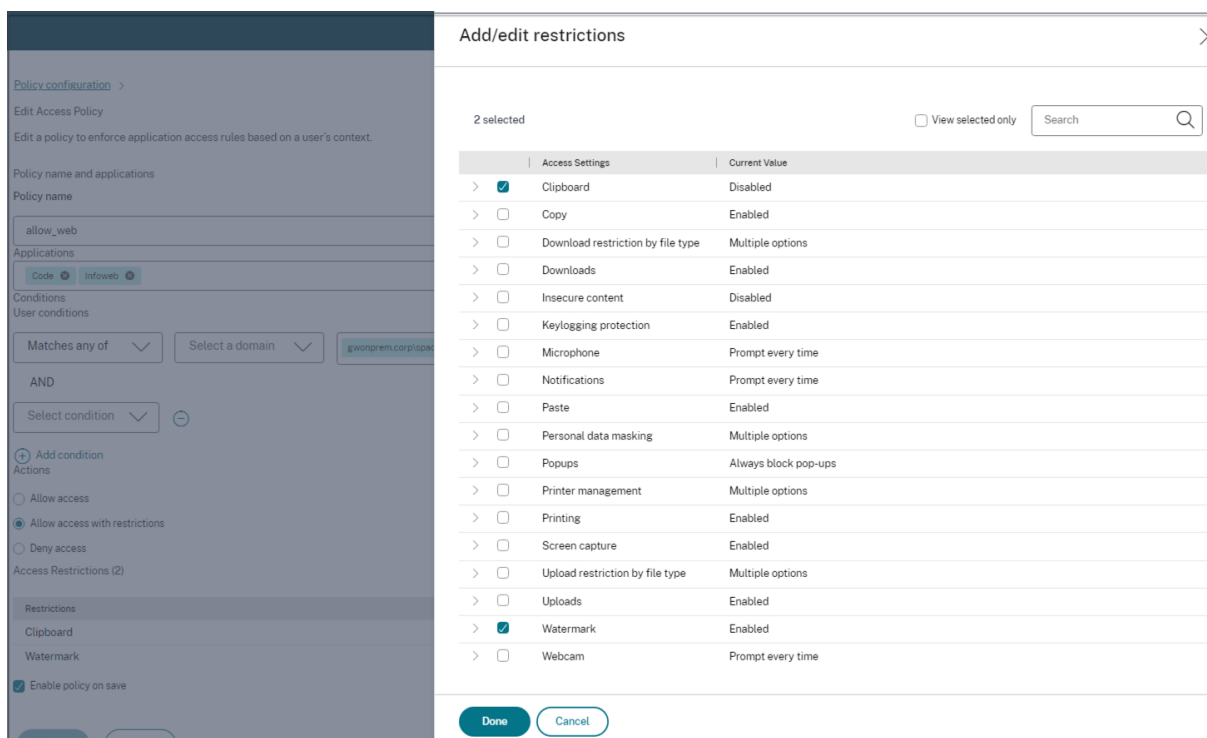 Add/edit restrictions
Policy configuration >
Edit Access Policy
Edit a policy to enforce application access rules based on a user's context.
Policy name and applications
Policy name
allow_web
Applications
Code Infoweb
Conditions
User conditions
Matches any of Select a domain gwonprem.corp\spac
AND
Select condition
Add condition
Actions
Allow access
Allow access with restrictions
Deny access
Access Restrictions (2)
Restrictions
Clipboard
Watermark
Enable policy on save
2 selected View selected only Search
Access Settings Current Value
Clipboard Disabled
Copy Enabled
Download restriction by file type Multiple options
Downloads Enabled
Insecure content Disabled
Keylogging protection Enabled
Microphone Prompt every time
Notifications Prompt every time
Paste Enabled
Personal data masking Multiple options
Popups Always block pop-ups
Printer management Multiple options
Printing Enabled
Screen capture Enabled
Upload restriction by file type Multiple options
Uploads Enabled
Watermark Enabled
Webcam Prompt every time
Done Cancel